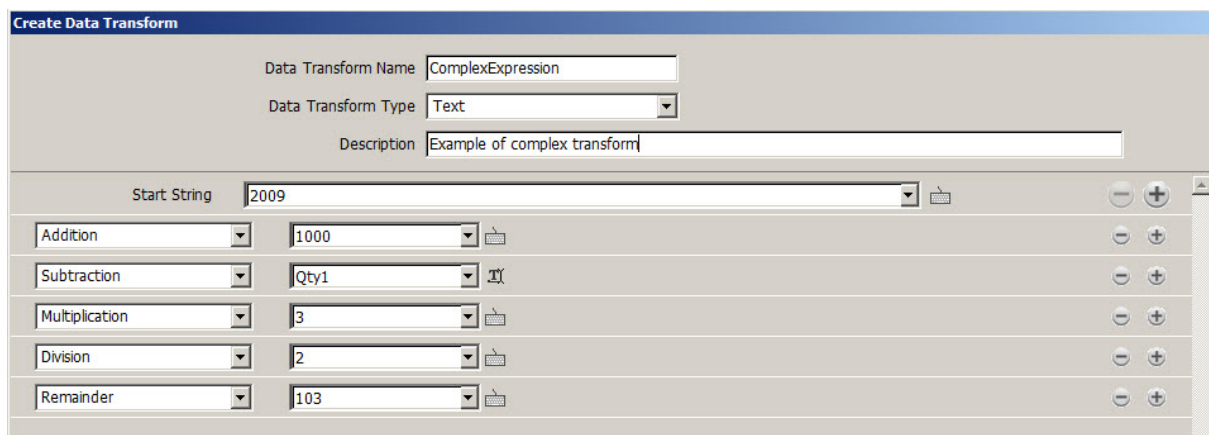 Create Data Transform
Data Transform Name ComplexExpression
Data Transform Type Text
Description Example of complex transform
Start String 2009
Addition 1000
Subtraction Qty1
Multiplication 3
Division 2
Remainder 103